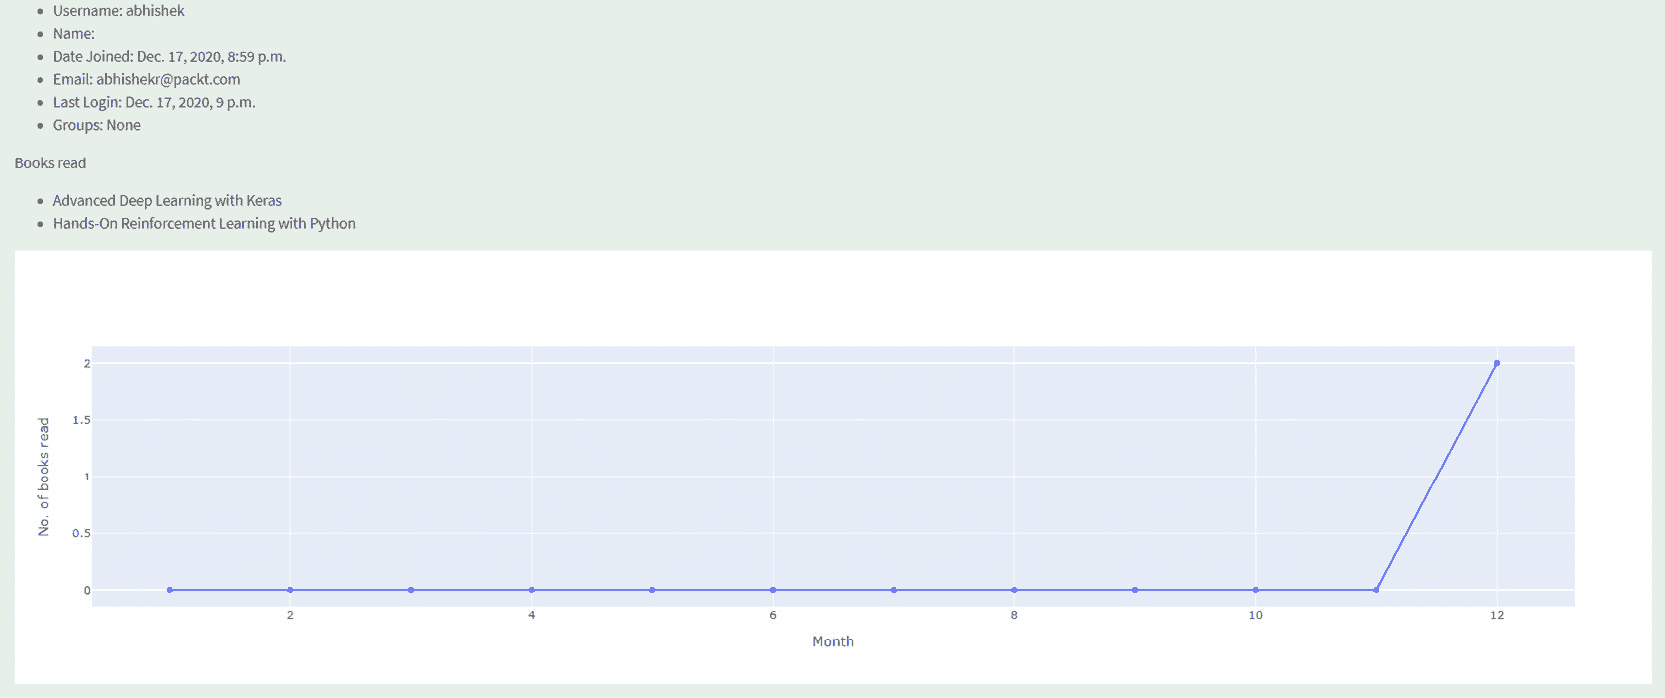 Username: abhishek
Name:
Date Joined: Dec. 17, 2020, 8:59 p.m.
Email: abhishekr@packt.com
Last Login: Dec. 17, 2020, 9 p.m.
Groups: None
Books read
Advanced Deep Learning with Keras
Hands-On Reinforcement Learning with Python
No. of books read
2
1.5
1
0.5
0
2 4 6 8 10 12
Month